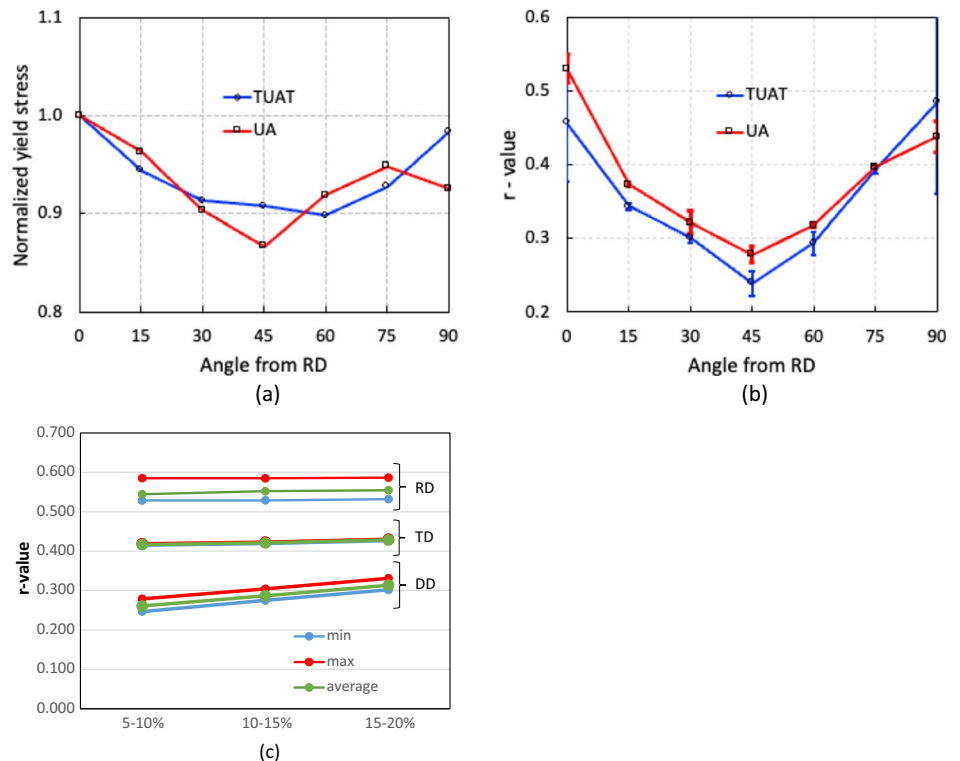 Normalized yield stress
1.1
1.0
0.9
0.8
TUAT
UA
0 15 30 45 60 75 90
Angle from RD
(a)
r - value
0.6
0.5
0.4
0.3
0.2
TUAT
UA
0 15 30 45 60 75 90
Angle from RD
(b)
r-value
0.700
0.600
0.500
0.400
0.300
0.200
0.100
0.000
RD
TD
DD
min
max
average
5-10% 10-15% 15-20%
(c)